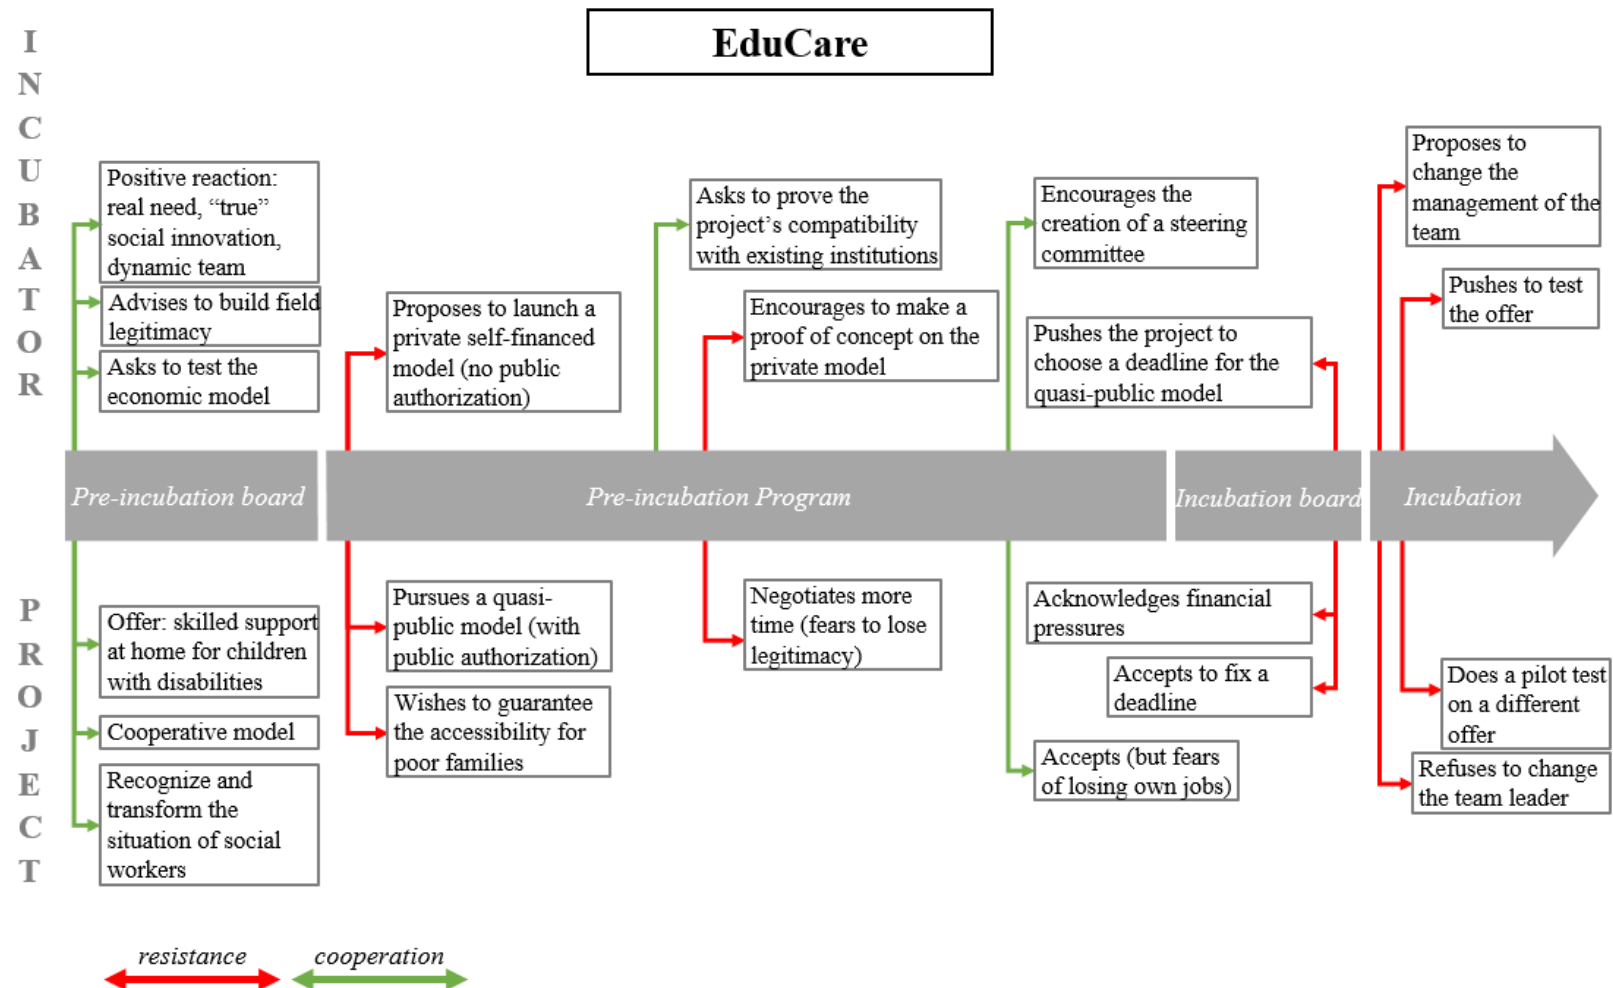 EduCare
INCUBATOR
Positive reaction:
real need, “true”
social innovation,
dynamic team
Advises to build field
legitimacy
Asks to test the
economic model
Proposes to launch a
private self-financed
model (no public
authorization)
Asks to prove the
project’s compatibility
with existing institutions
Encourages to make a
proof of concept on the
private model
Encourages the
creation of a steering
committee
Pushes the project to
choose a deadline for the
quasi-public model
Proposes to
change the
management of the
team
Pushes to test
the offer
Pre-incubation board
Pre-incubation Program
Incubation board
Incubation
PROJECT
Offer: skilled support
at home for children
with disabilities
Cooperative model
Recognize and
transform the
situation of social
workers
Pursues a quasi-
public model (with
public authorization)
Wishes to guarantee
the accessibility for
poor families
Negotiates more
time (fears to lose
legitimacy)
Acknowledges financial
pressures
Accepts to fix a
deadline
Accepts (but fears
of losing own jobs)
Does a pilot test
on a different
offer
Refuses to change
the team leader
resistance
cooperation